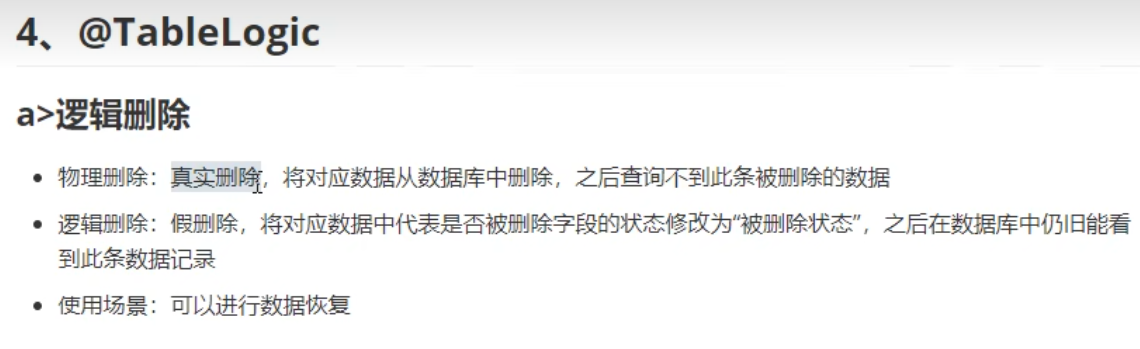 4、@TableLogic
a>逻辑删除
• 物理删除：真实删除，将对应数据从数据库中删除，之后查询不到此条被删除的数据
• 逻辑删除：假删除，将对应数据中代表是否被删除字段的状态修改为“被删除状态”，之后在数据库中仍旧能看
到此条数据记录
• 使用场景：可以进行数据恢复